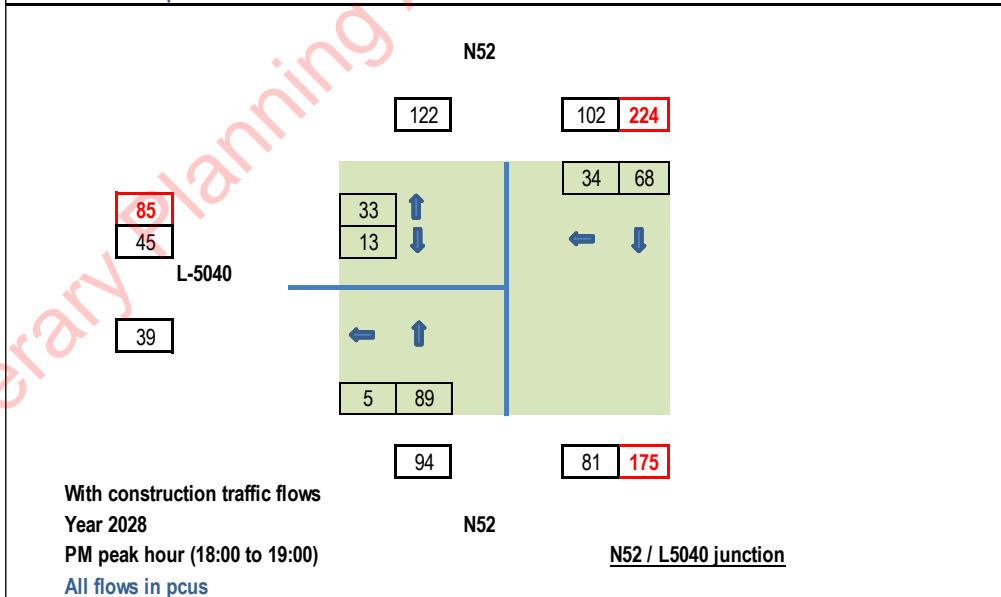 N52
122 102 224
34 68
85 33
45 13
L-5040
39
5 89
94 81 175
With construction traffic flows
Year 2028 N52
PM peak hour (18:00 to 19:00) N52 / L5040 junction
All flows in pcus
Planning